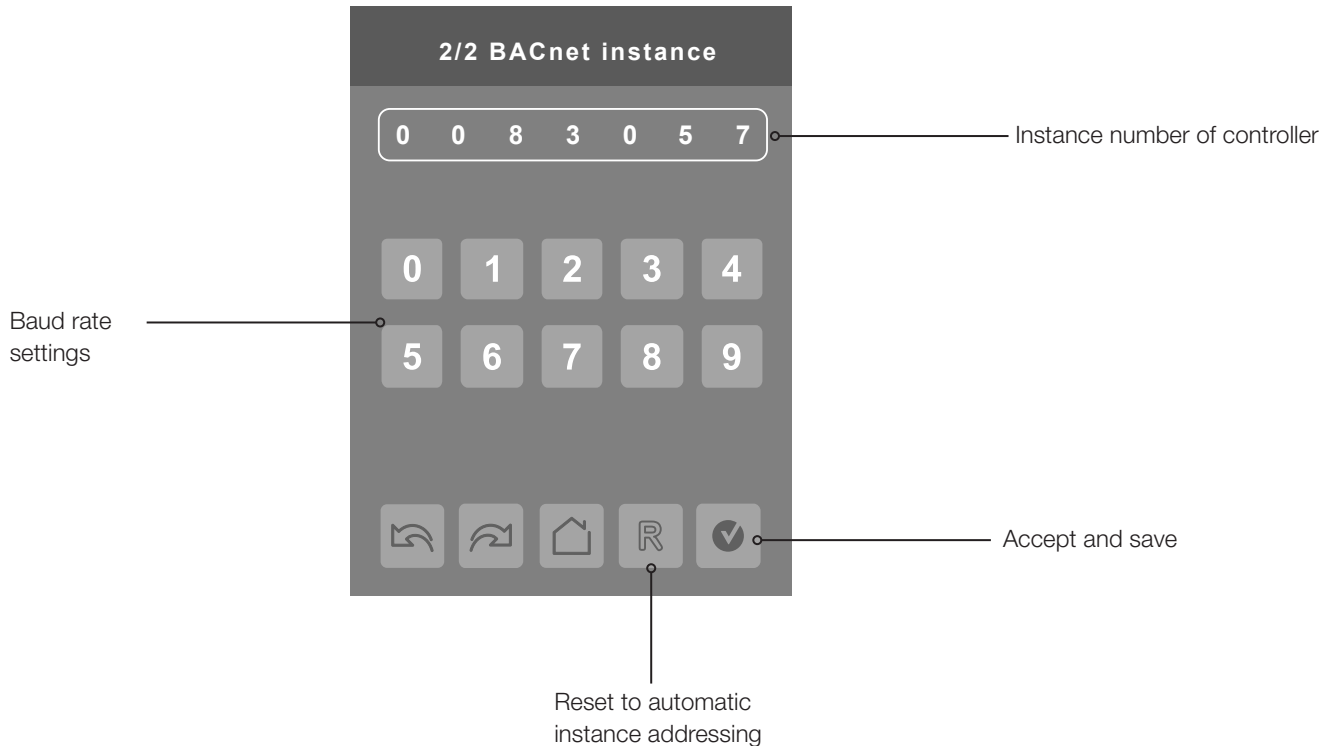 2/2 BACnet instance
0 0 8 3 0 5 7
Instance number of controller
0 1 2 3 4
Baud rate
settings
5 6 7 8 9
R
Accept and save
Reset to automatic
instance addressing